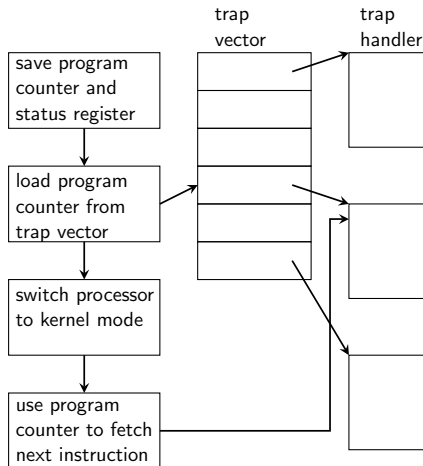 trap
vector
trap
handler
save program
counter and
status register
load program
counter from
trap vector
switch processor
to kernel mode
use program
counter to fetch
next instruction